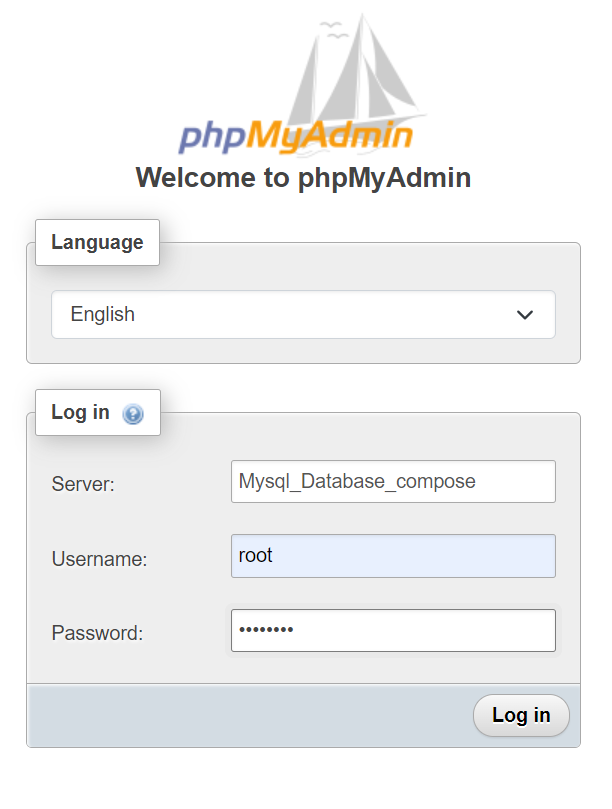 phpMyAdmin
Welcome to phpMyAdmin
Language
English
Log in ?
Server: Mysql_Database_compose
Username: root
Password: ••••••••
Log in